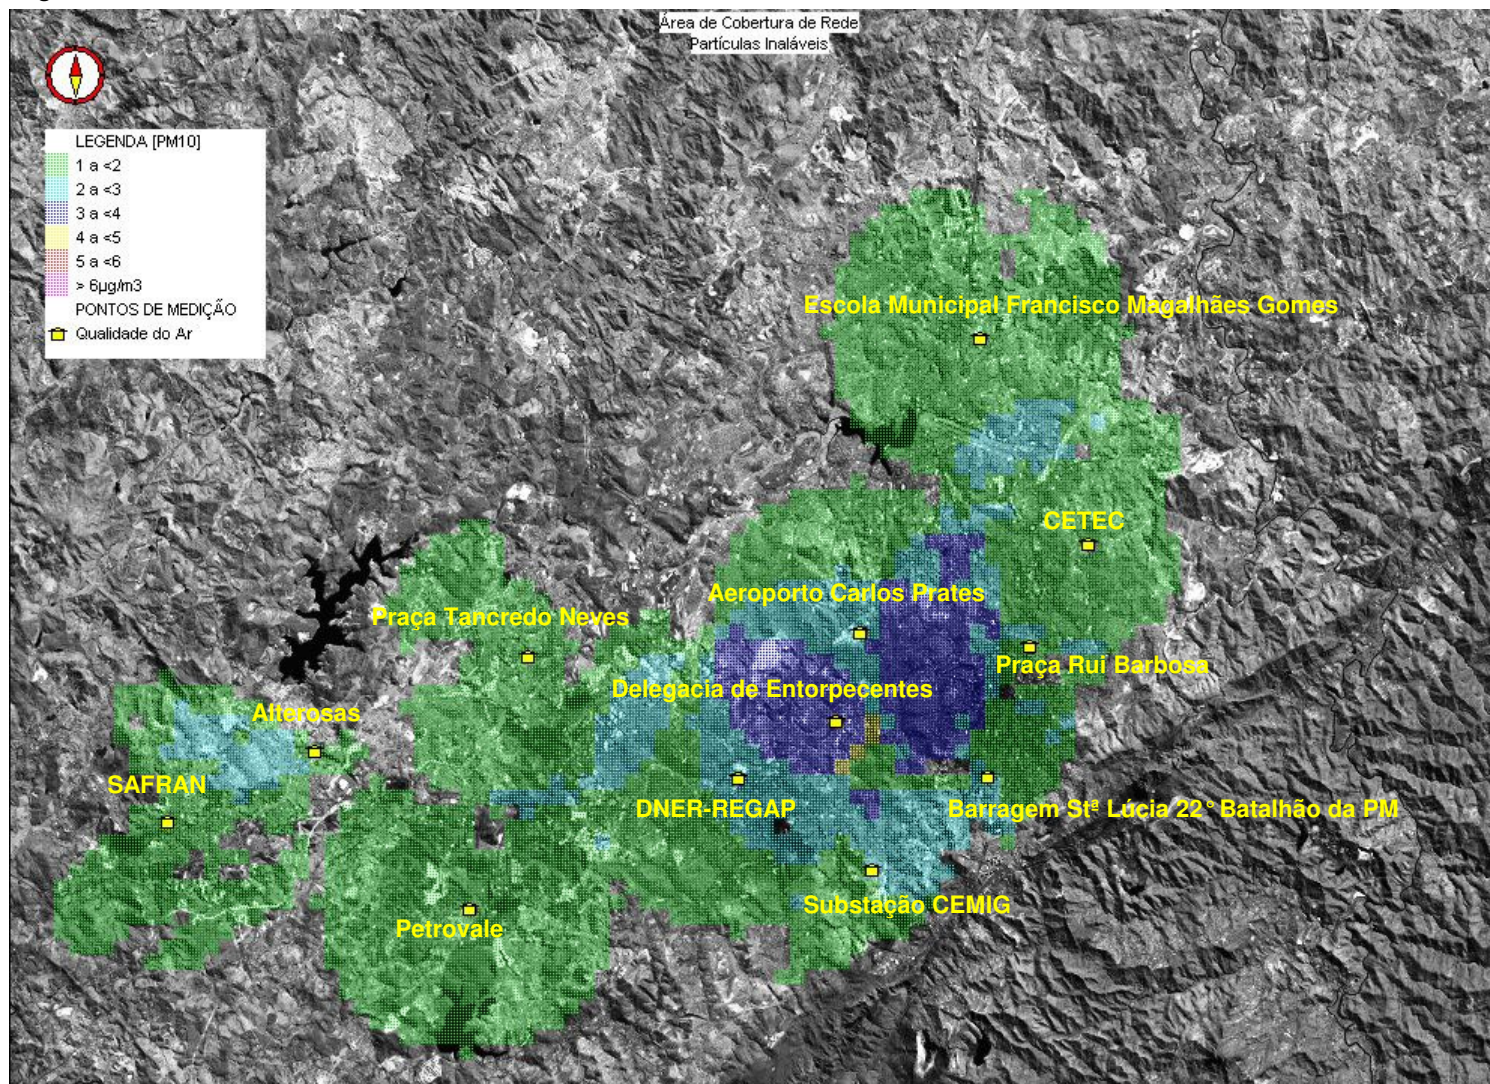 Área de Cobertura de Rede
Partículas Inaláveis
LEGENDA [PM10]
1 a <2
2 a <3
3 a <4
4 a <5
5 a <6
> 6µg/m3
PONTOS DE MEDIÇÃO
Qualidade do Ar
Escola Municipal Francisco Magalhães Gomes
CETEC
Aeroporto Carlos Prates
Praça Tancredo Neves
Praça Rui Barbosa
Delegacia de Entorpecentes
Alterosas
SAFRAN
DNER-REGAP
Barragem Stª Lúcia 22° Batalhão da PM
Substação CEMIG
Petrovale